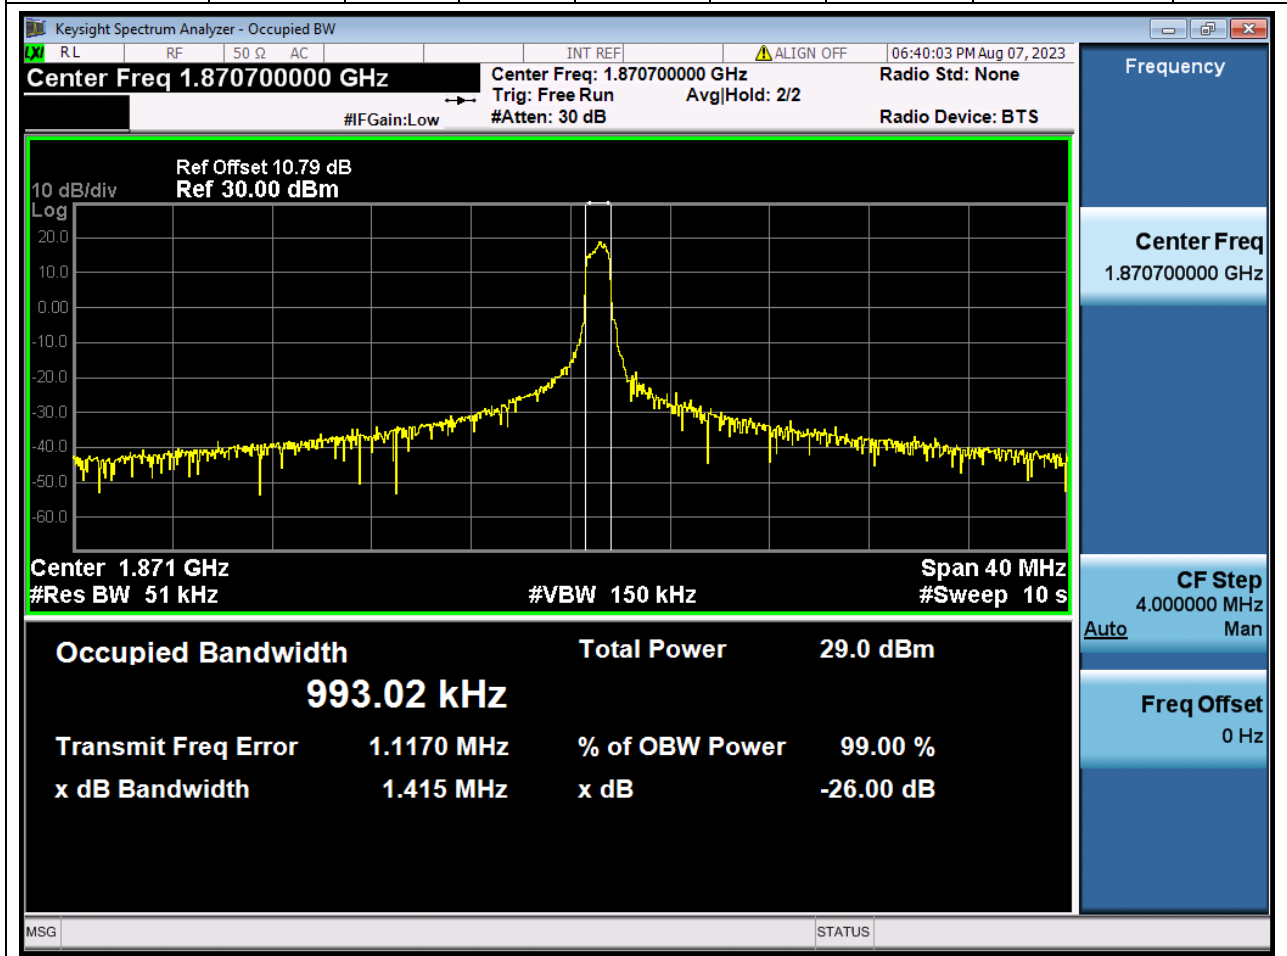 Keysight Spectrum Analyzer - Occupied BW
LXI RL RF 50 Ω AC INT REF ALIGN OFF 06:40:03 PM Aug 07, 2023
Center Freq 1.870700000 GHz
Center Freq: 1.870700000 GHz
Radio Std: None
Trig: Free Run Avg|Hold: 2/2
#IFGain:Low
#Atten: 30 dB
Radio Device: BTS
Ref Offset 10.79 dB
10 dB/div Ref 30.00 dBm
Log
20.0
10.0
0.00
-10.0
-20.0
-30.0
-40.0
-50.0
-60.0
Center 1.871 GHz Span 40 MHz
#Res BW 51 kHz #VBW 150 kHz #Sweep 10 s
Occupied Bandwidth Total Power 29.0 dBm
993.02 kHz
Transmit Freq Error 1.1170 MHz % of OBW Power 99.00 %
x dB Bandwidth 1.415 MHz x dB -26.00 dB
MSG STATUS
Frequency
Center Freq
1.870700000 GHz
CF Step
4.000000 MHz
Auto Man
Freq Offset
0 Hz